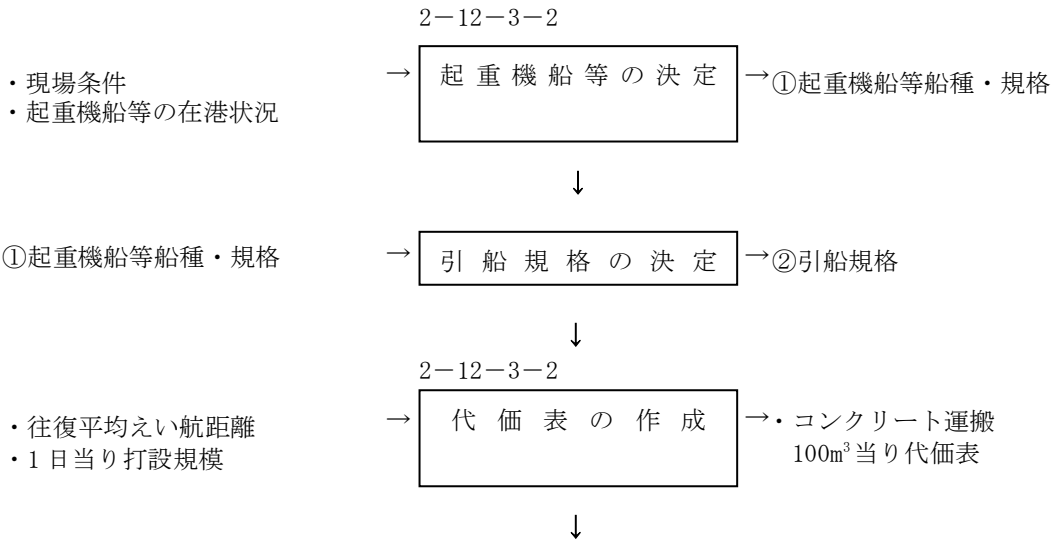 2－12－3－2
・現場条件
・起重機船等の在港状況
→ 起重機船等の決定 →①起重機船等船種・規格
↓
①起重機船等船種・規格 → 引船規格の決定 →②引船規格
↓
2－12－3－2
・往復平均えい航距離
・1日当り打設規模
→ 代価表の作成 →・コンクリート運搬
100m³当り代価表
↓